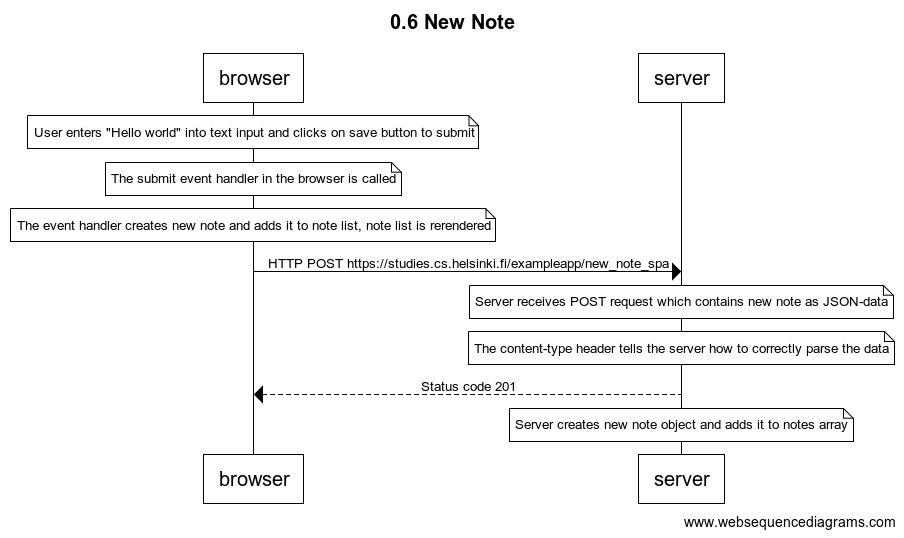 0.6 New Note
browser
server
User enters "Hello world" into text input and clicks on save button to submit
The submit event handler in the browser is called
The event handler creates new note and adds it to note list, note list is rerendered
HTTP POST https://studies.cs.helsinki.fi/exampleapp/new_note_spa
Server receives POST request which contains new note as JSON-data
The content-type header tells the server how to correctly parse the data
Status code 201
Server creates new note object and adds it to notes array
browser
server
www.websequencediagrams.com